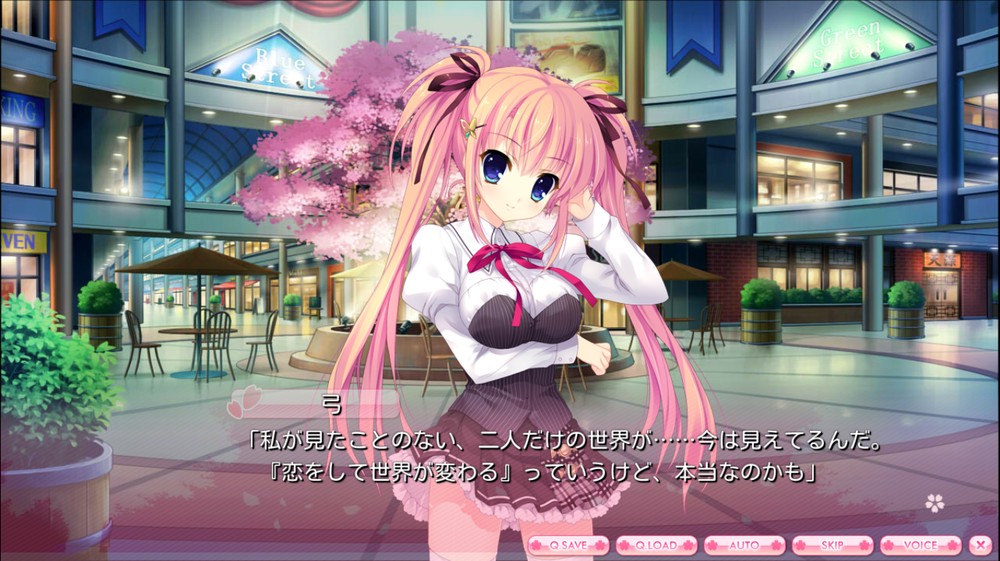 Blue
Street
Green
Street
KING
VEN
弓
「私が見たことのない、二人だけの世界が……今は見えてるんだ。
『恋をして世界が変わる』っていうけど、本当なのかも」
Q SAVE
Q LOAD
AUTO
SKIP
VOICE